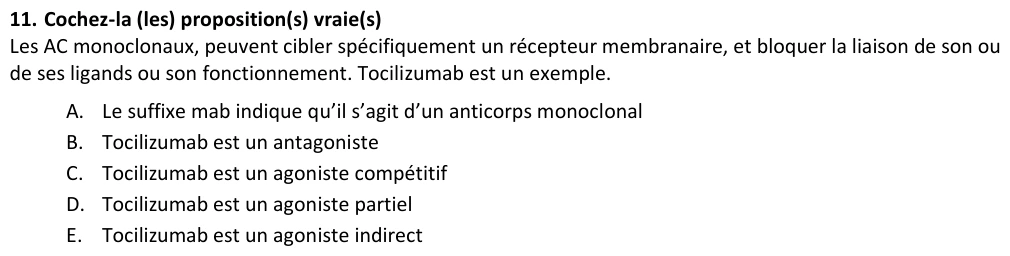 11. Cochez-la (les) proposition(s) vraie(s)
Les AC monoclonaux, peuvent cibler spécifiquement un récepteur membranaire, et bloquer la liaison de son ou
de ses ligands ou son fonctionnement. Tocilizumab est un exemple.
A. Le suffixe mab indique qu’il s’agit d’un anticorps monoclonal
B. Tocilizumab est un antagoniste
C. Tocilizumab est un agoniste compétitif
D. Tocilizumab est un agoniste partiel
E. Tocilizumab est un agoniste indirect